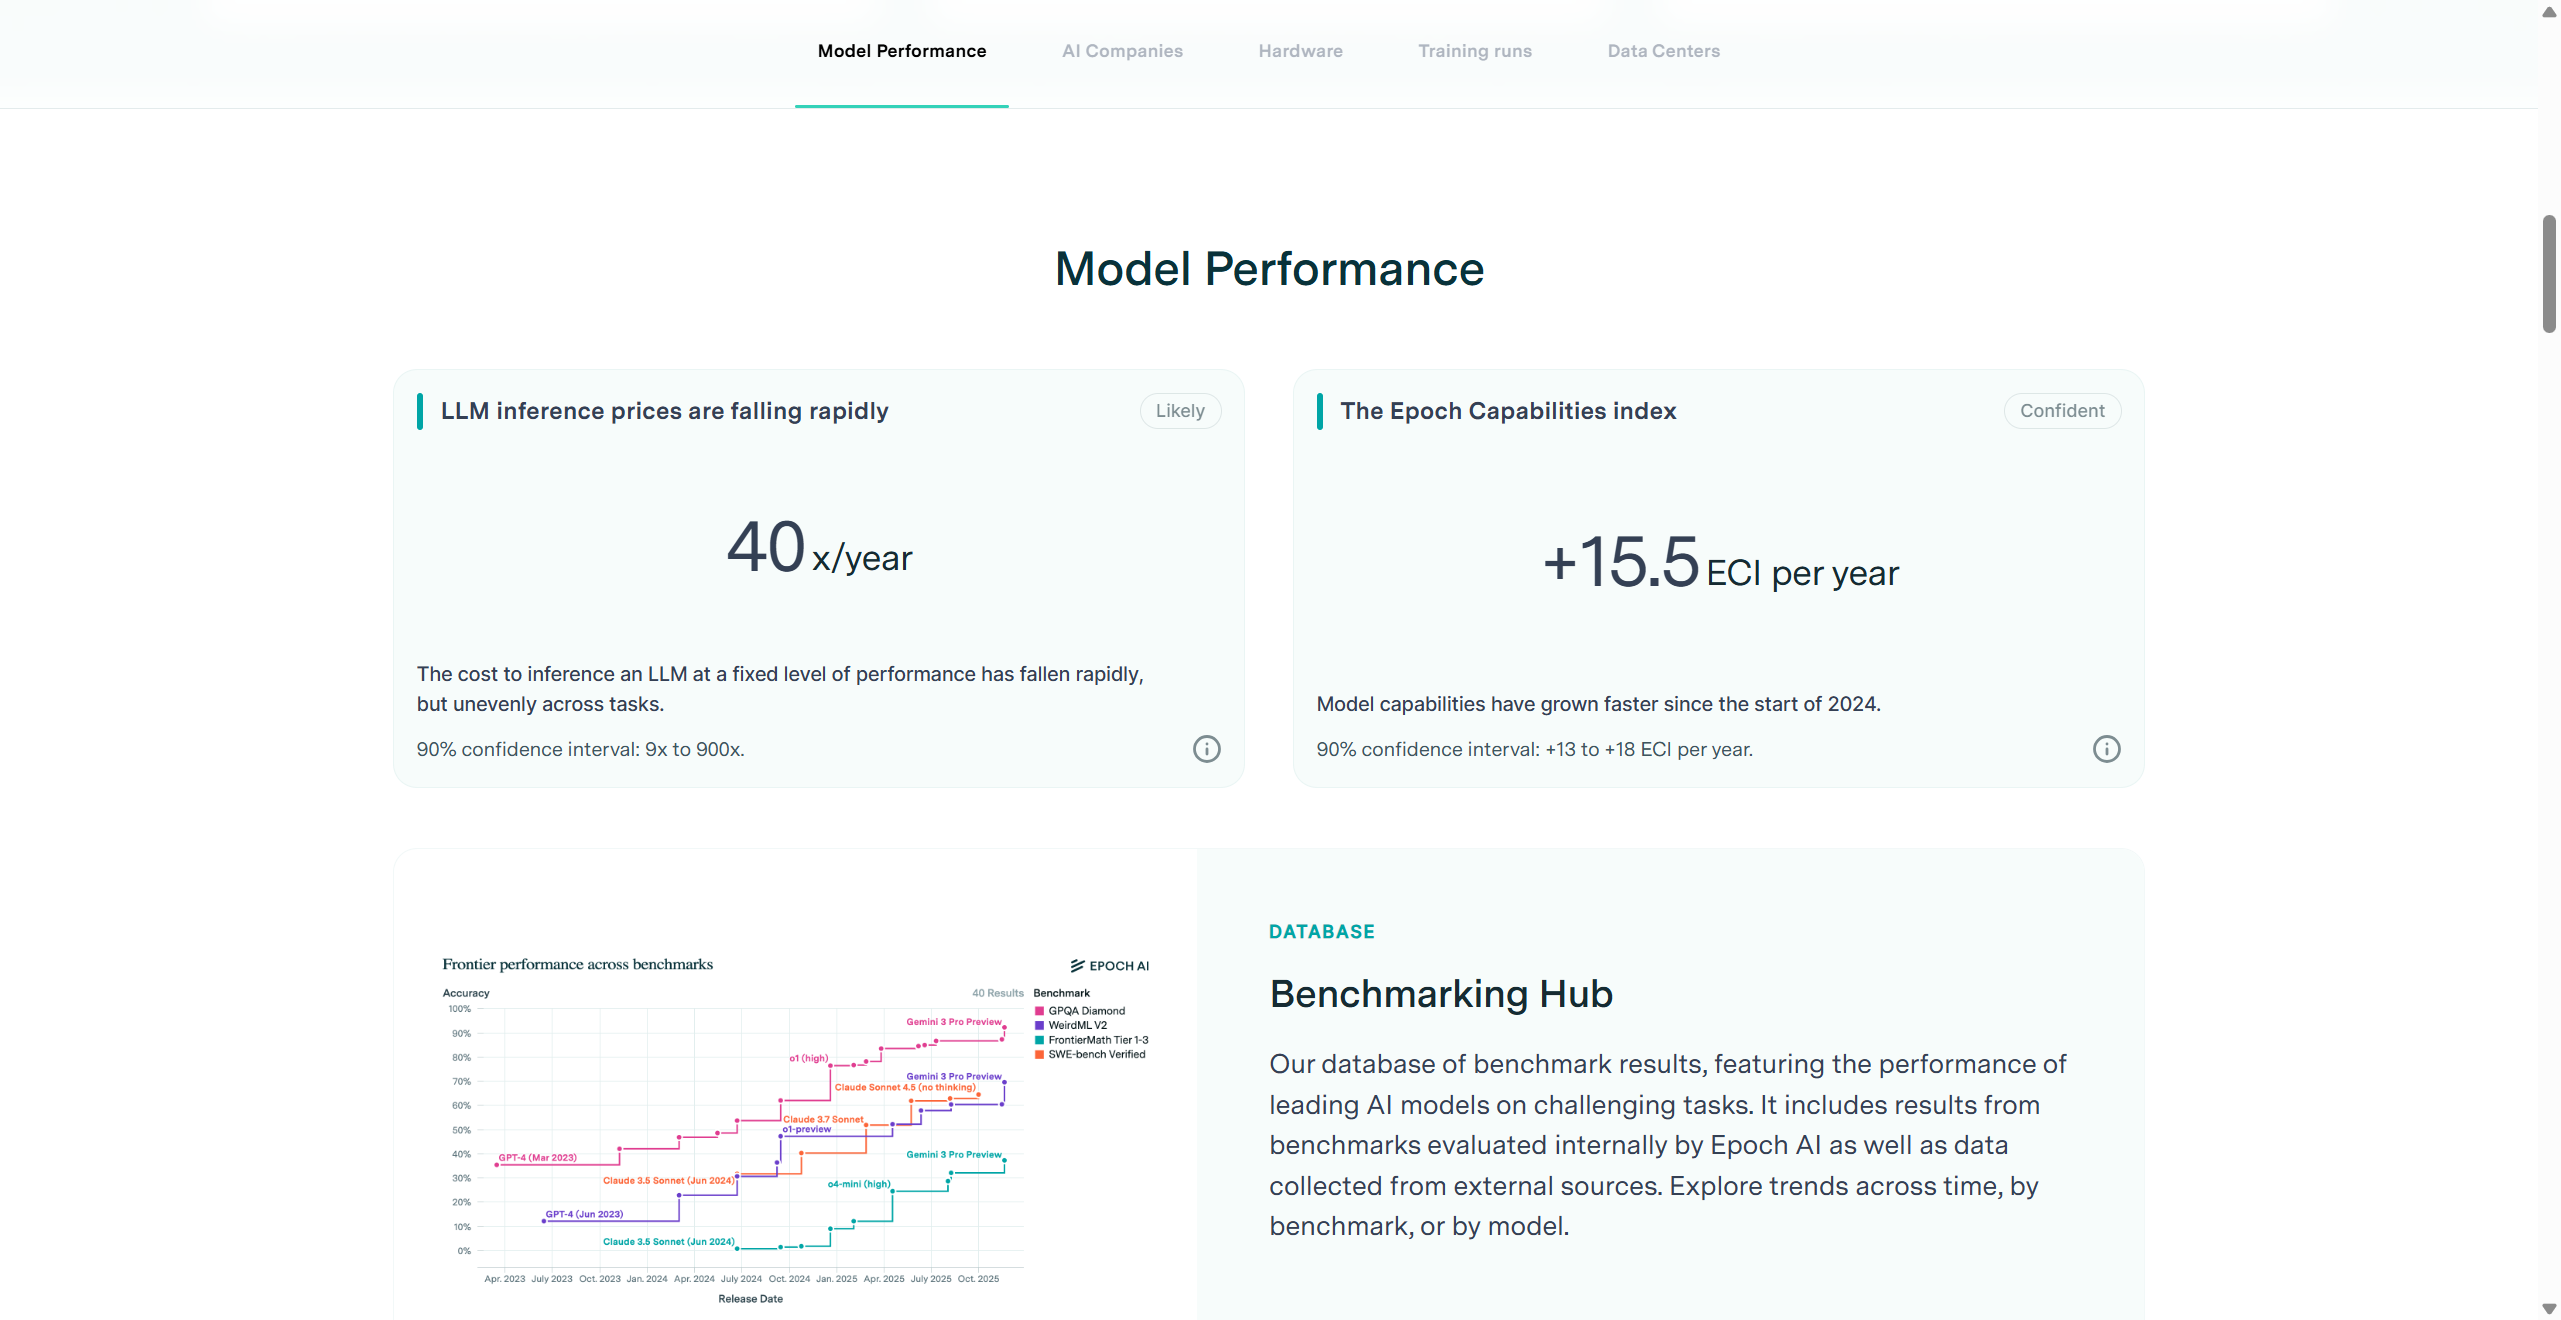 Model Performance
AI Companies
Hardware
Training runs
Data Centers
Model Performance
LLM inference prices are falling rapidly
Likely
40 x/year
The cost to inference an LLM at a fixed level of performance has fallen rapidly,
but unevenly across tasks.
90% confidence interval: 9x to 900x.
The Epoch Capabilities index
Confident
+15.5 ECI per year
Model capabilities have grown faster since the start of 2024.
90% confidence interval: +13 to +18 ECI per year.
Frontier performance across benchmarks
EPOCH AI
Accuracy
40 Results
Benchmark
GPQA Diamond
WeirdML V2
FrontierMath Tier 1-3
SWE-bench Verified
100%
90%
80%
70%
60%
50%
40%
30%
20%
10%
0%
Gemini 3 Pro Preview
o1 (high)
Gemini 3 Pro Preview
Claude Sonnet 4.5 (no thinking)
Claude 3.7 Sonnet
o1-preview
GPT-4 (Mar 2023)
Gemini 3 Pro Preview
Claude 3.5 Sonnet (Jun 2024)
o4-mini (high)
GPT-4 (Jun 2023)
Claude 3.5 Sonnet (Jun 2024)
Apr. 2023 July 2023 Oct. 2023 Jan. 2024 Apr. 2024 July 2024 Oct. 2024 Jan. 2025 Apr. 2025 July 2025 Oct. 2025
Release Date
DATABASE
Benchmarking Hub
Our database of benchmark results, featuring the performance of
leading AI models on challenging tasks. It includes results from
benchmarks evaluated internally by Epoch AI as well as data
collected from external sources. Explore trends across time, by
benchmark, or by model.